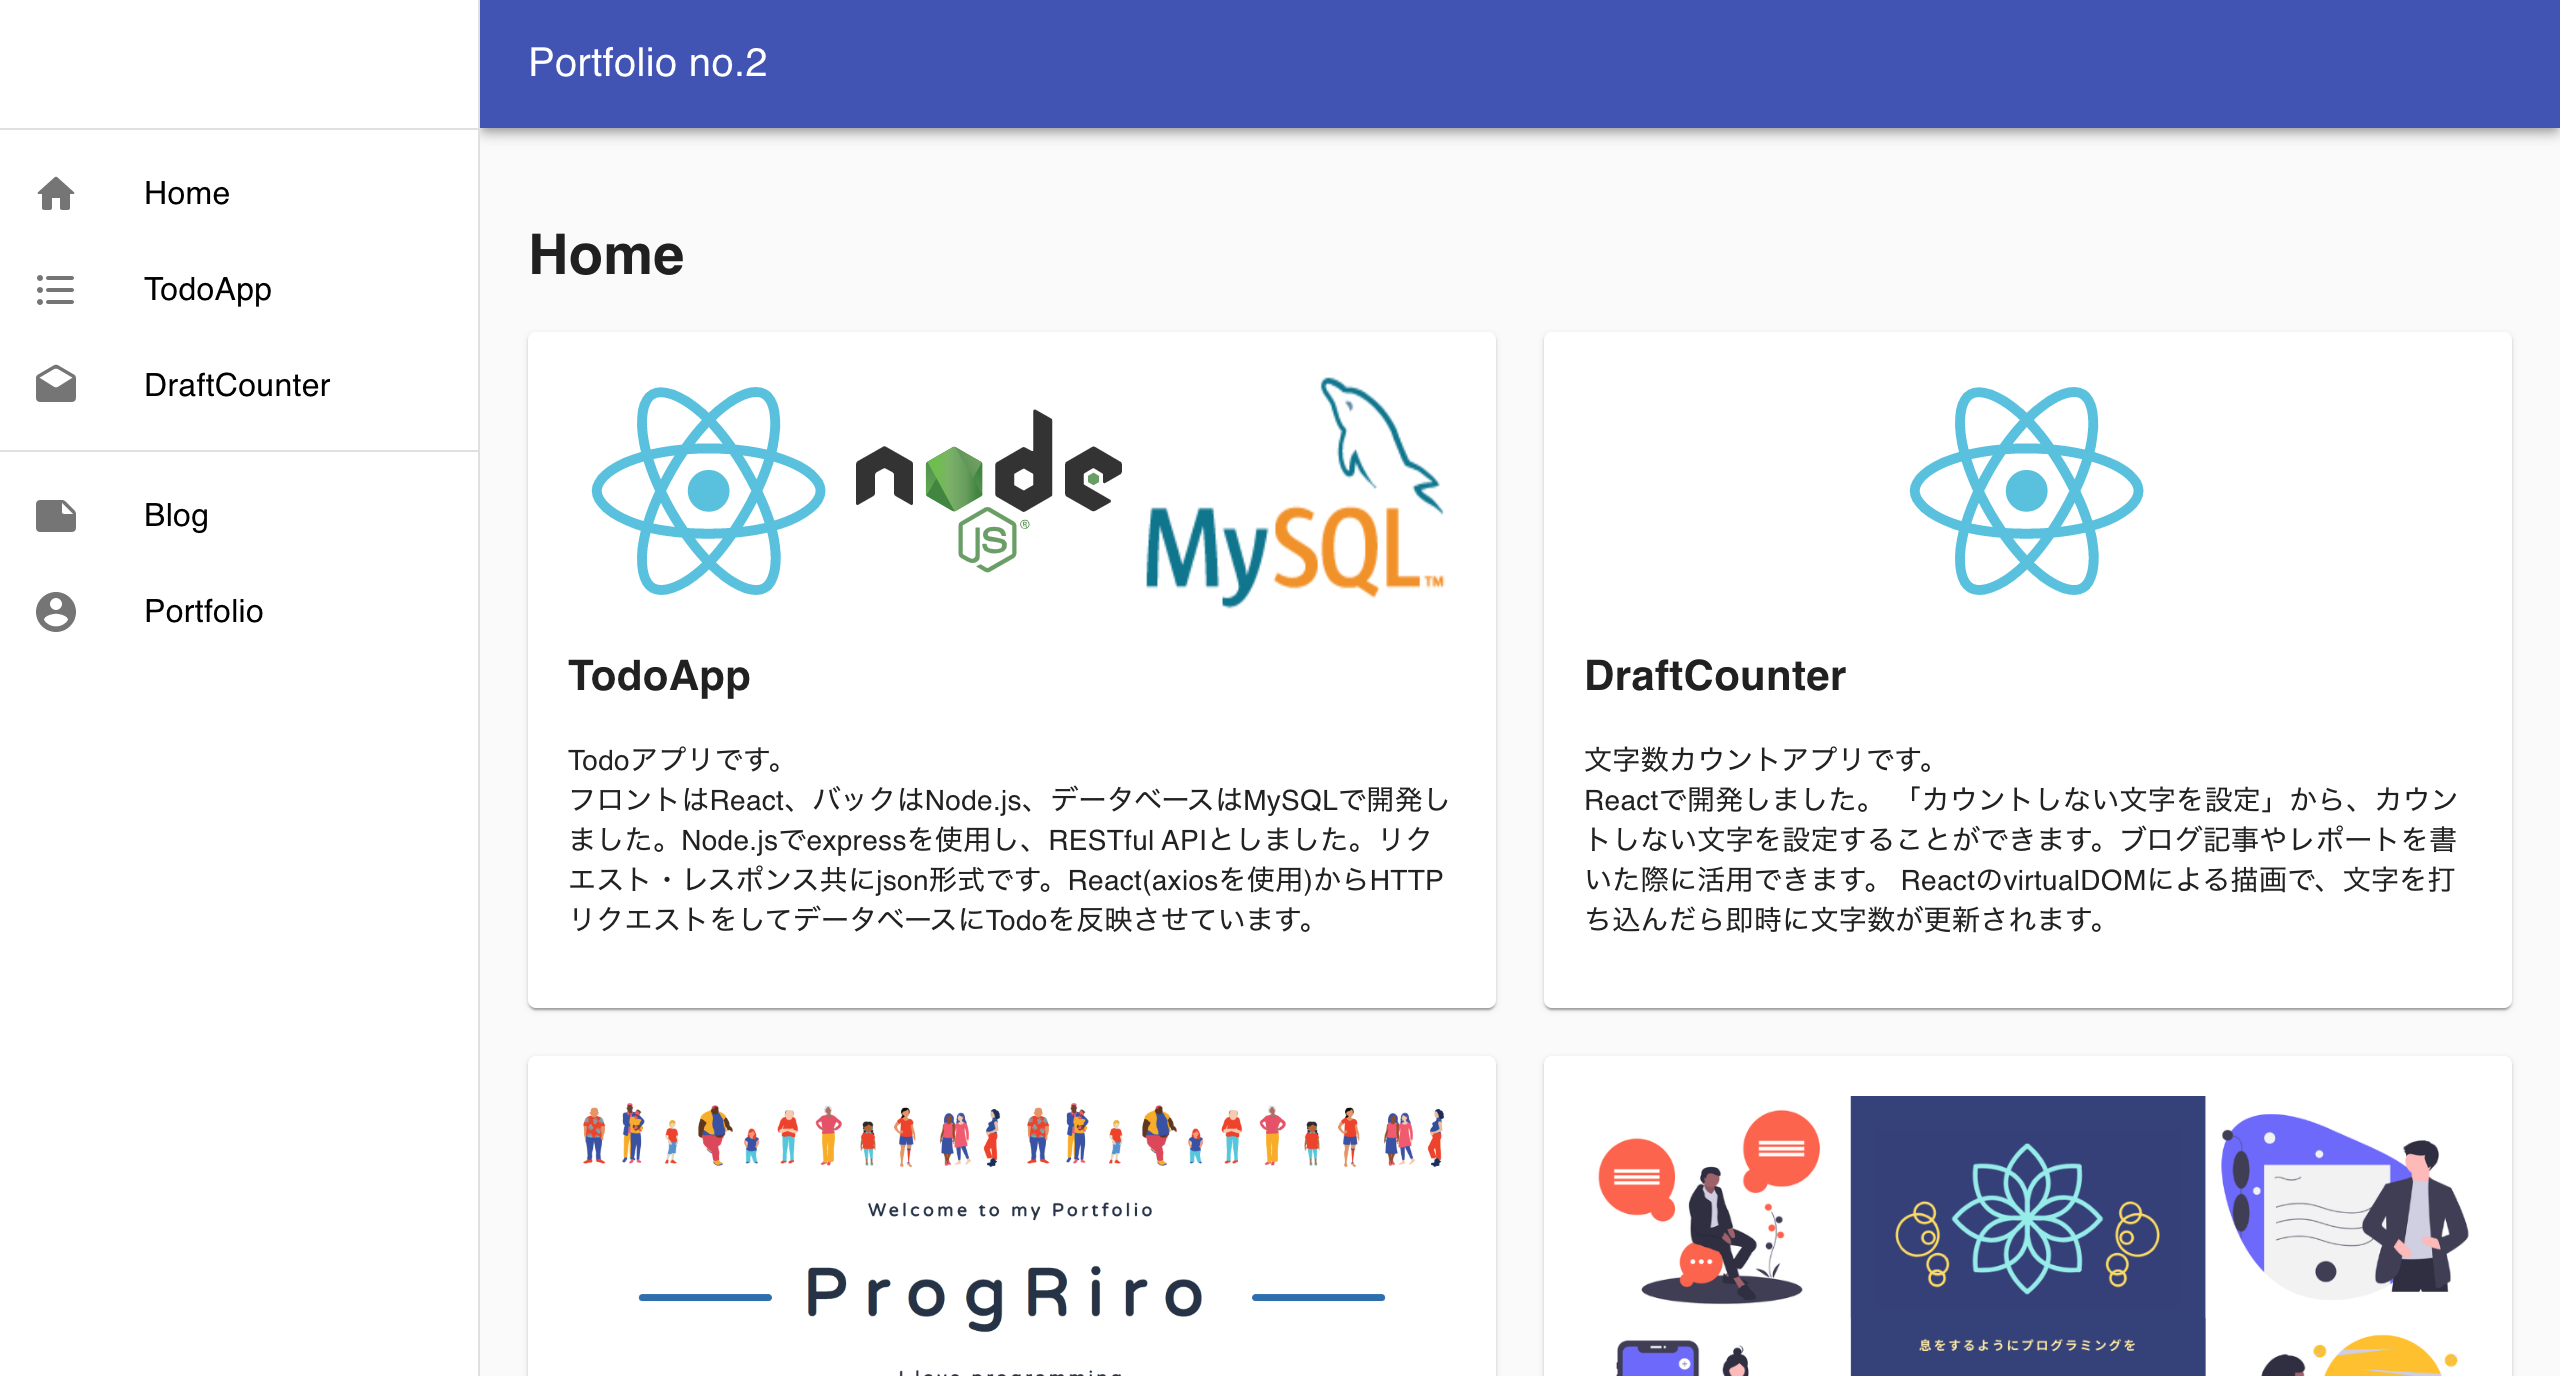 Portfolio no.2
Home
TodoApp
DraftCounter
Blog
Portfolio
Home
node
JS®
MySQL™
TodoApp
Todoアプリです。
フロントはReact、バックはNode.js、データベースはMySQLで開発し
ました。Node.jsでexpressを使用し、RESTful APIとしました。リク
エスト・レスポンス共にjson形式です。React(axiosを使用)からHTTP
リクエストをしてデータベースにTodoを反映させています。
DraftCounter
文字数カウントアプリです。
Reactで開発しました。 「カウントしない文字を設定」から、カウン
トしない文字を設定することができます。ブログ記事やレポートを書
いた際に活用できます。 ReactのvirtualDOMによる描画で、文字を打
ち込んだら即時に文字数が更新されます。
Welcome to my Portfolio
ProgRiro
I love programming
息をするようにプログラミングを